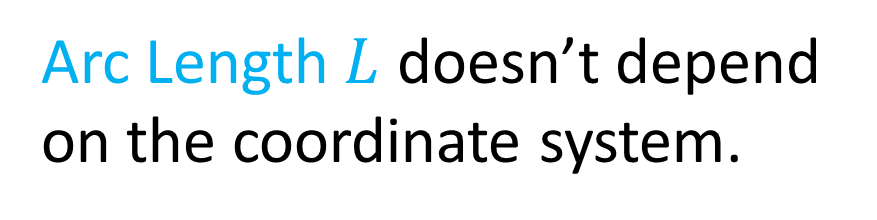 Arc Length L doesn’t depend
on the coordinate system.